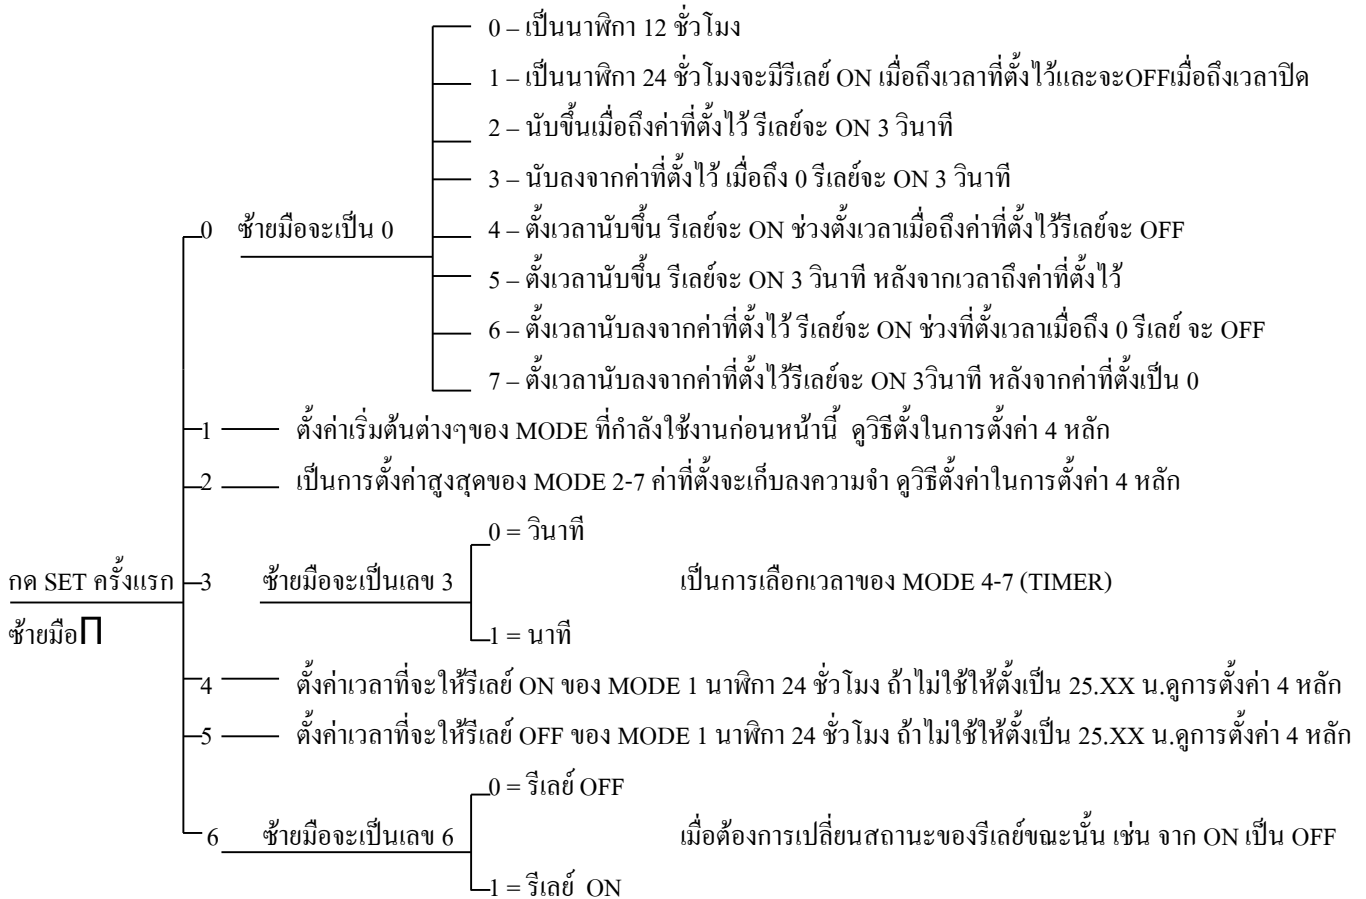 0 – เป็นนาฬิกา 12 ชั่วโมง
1 – เป็นนาฬิกา 24 ชั่วโมงจะมีรีเลย์ ON เมื่อถึงเวลาที่ตั้งไว้และจะOFFเมื่อถึงเวลาปิด
2 – นับขึ้นเมื่อถึงค่าที่ตั้งไว้ รีเลย์จะ ON 3 วินาที
3 – นับลงจากค่าที่ตั้งไว้ เมื่อถึง 0 รีเลย์จะ ON 3 วินาที
0 ซ้ายมือจะเป็น 0
4 – ตั้งเวลานับขึ้น รีเลย์จะ ON ช่วงตั้งเวลาเมื่อถึงค่าที่ตั้งไว้รีเลย์จะ OFF
5 – ตั้งเวลานับขึ้น รีเลย์จะ ON 3 วินาที หลังจากเวลาถึงค่าที่ตั้งไว้
6 – ตั้งเวลานับลงจากค่าที่ตั้งไว้ รีเลย์จะ ON ช่วงที่ตั้งเวลาเมื่อถึง 0 รีเลย์ จะ OFF
7 – ตั้งเวลานับลงจากค่าที่ตั้งไว้รีเลย์จะ ON 3วินาที หลังจากค่าที่ตั้งเป็น 0
1 ตั้งค่าเริ่มต้นต่างๆของ MODE ที่กำลังใช้งานก่อนหน้านี้ ดูวิธีตั้งในการตั้งค่า 4 หลัก
2 เป็นการตั้งค่าสูงสุดของ MODE 2-7 ค่าที่ตั้งจะเก็บลงความจำ ดูวิธีตั้งค่าในการตั้งค่า 4 หลัก
0 = วินาที
กด SET ครั้งแรก 3 ซ้ายมือจะเป็นเลข 3 เป็นการเลือกเวลาของ MODE 4-7 (TIMER)
ซ้ายมือΠ
1 = นาที
4 ตั้งค่าเวลาที่จะให้รีเลย์ ON ของ MODE 1 นาฬิกา 24 ชั่วโมง ถ้าไม่ใช้ให้ตั้งเป็น 25.XX น.ดูการตั้งค่า 4 หลัก
5 ตั้งค่าเวลาที่จะให้รีเลย์ OFF ของ MODE 1 นาฬิกา 24 ชั่วโมง ถ้าไม่ใช้ให้ตั้งเป็น 25.XX น.ดูการตั้งค่า 4 หลัก
0 = รีเลย์ OFF
6 ซ้ายมือจะเป็นเลข 6 เมื่อต้องการเปลี่ยนสถานะของรีเลย์ขณะนั้น เช่น จาก ON เป็น OFF
1 = รีเลย์ ON